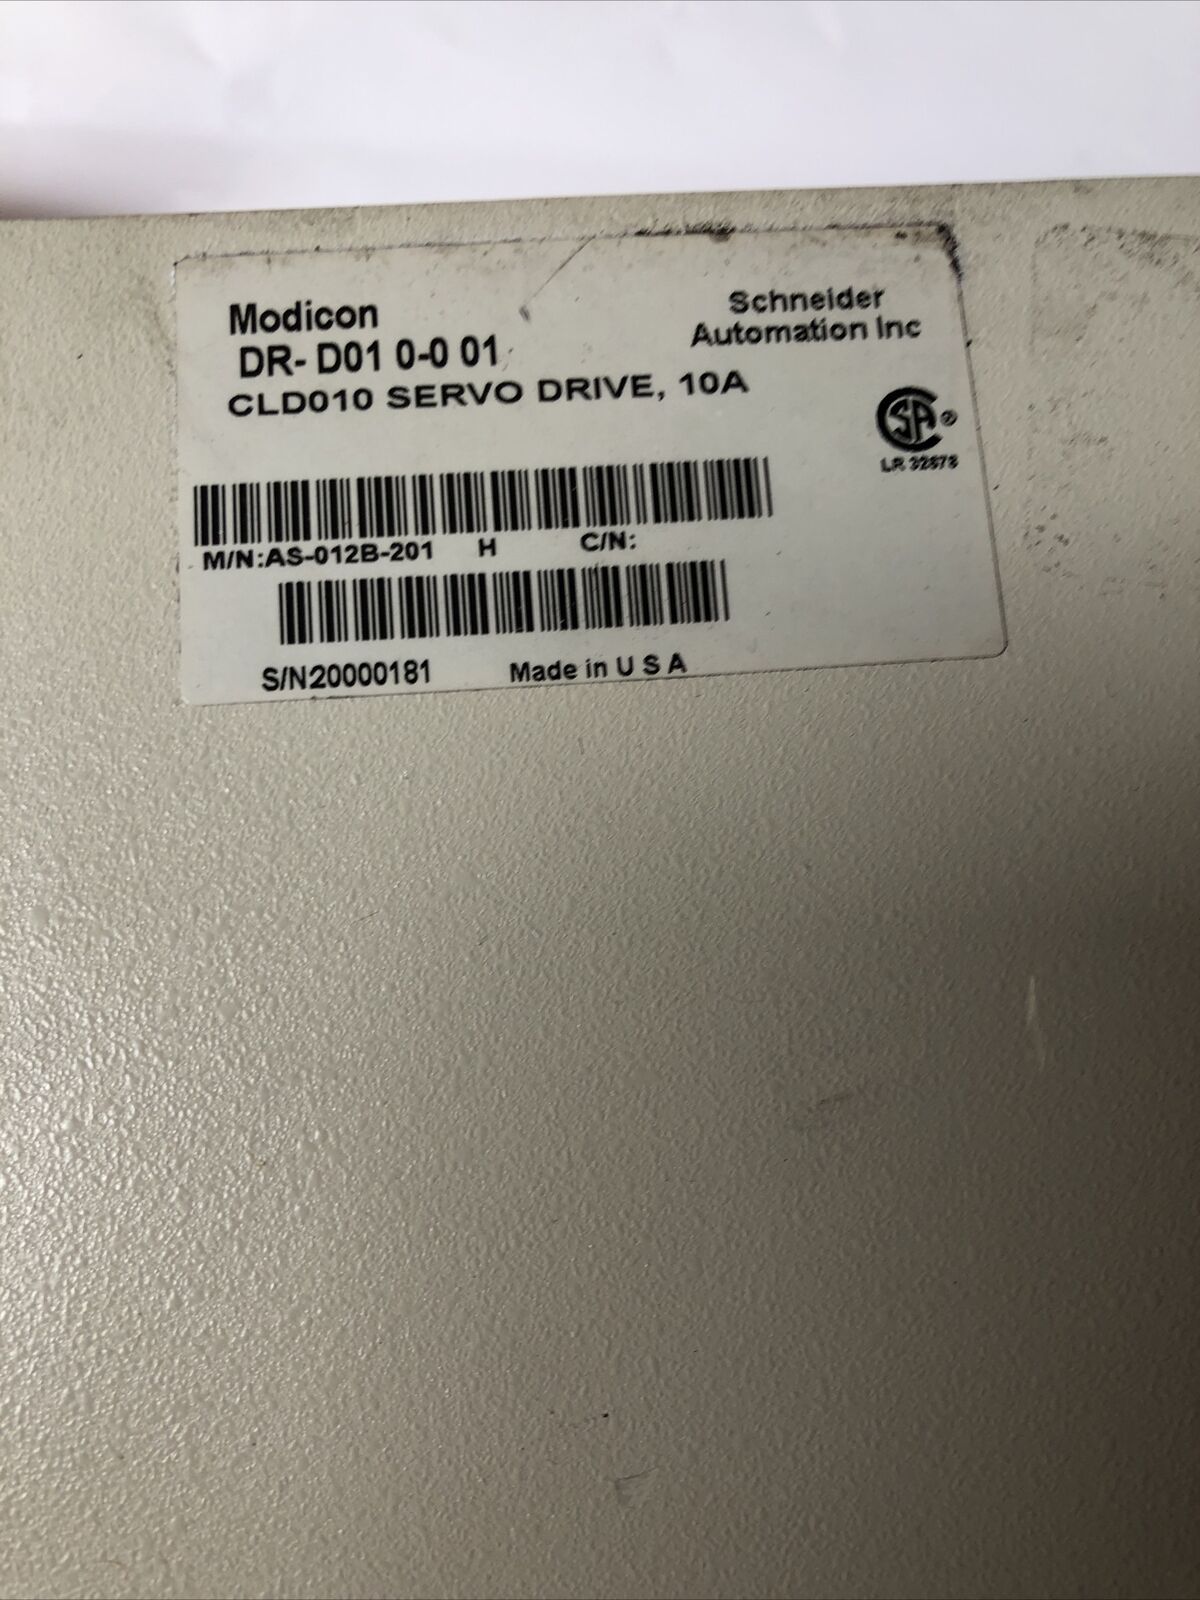 Modicon
Schneider
Automation Inc
DR- D01 0-0 01
CLD010 SERVO DRIVE, 10A
SA ®
LR 32678
M/N:AS-012B-201 H C/N:
S/N20000181 Made in U S A